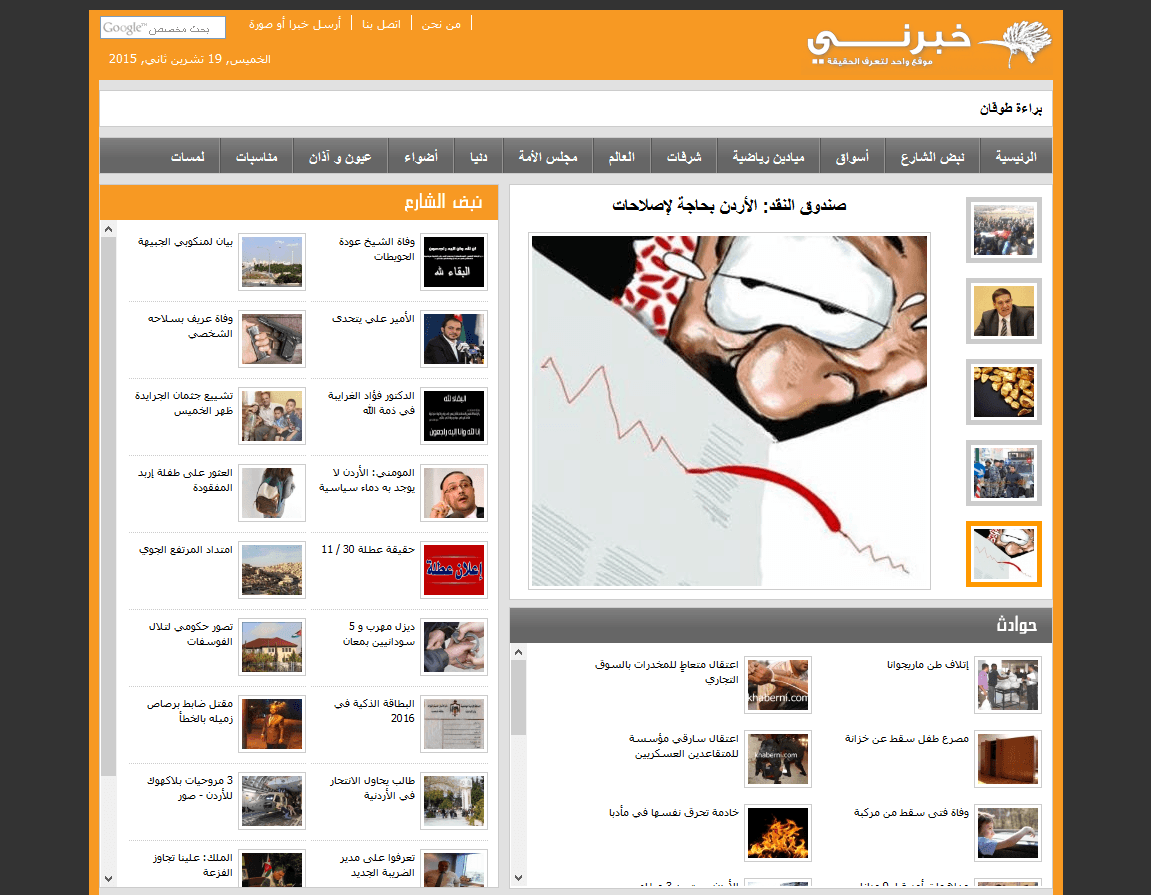 خبرني
موقع واحد لتعرف الحقيقة
من نحن
اتصل بنا
أرسل خبرا أو صورة
Google™ بحث مخصص
الخميس, 19 تشرين ثاني, 2015
براءة طوقان
الرئيسية
نبض الشارع
أسواق
ميادين رياضية
شرفات
العالم
مجلس الأمة
دنيا
أضواء
عيون و آذان
مناسبات
لمسات
صندوق النقد: الأردن بحاجة لإصلاحات
حوادث
إتلاف طن ماريجوانا
اعتقال متعاطٍ للمخدرات بالسوق
التجاري
khaberni.com
مصرع طفل سقط عن خزانة
اعتقال سارقي مؤسسة
للمتقاعدين العسكريين
khaberni.com
وفاة فتى سقط من مركبة
خادمة تحرق نفسها في مأدبا
نبض الشارع
وفاة الشيخ عودة
الحويطات
البقاء لله
بيان لمنكوبي الجبيهة
الأمير علي يتحدى
وفاة عريف بسلاحه
الشخصي
الدكتور فؤاد الغرايبة
في ذمة الله
البقاء لله
إنا لله وانا اليه راجعون
تشييع جثمان الجرايدة
ظهر الخميس
المومني: الأردن لا
يوجد به دماء سياسية
العثور على طفلة إربد
المفقودة
حقيقة عطلة 30 / 11
إعلان عطلة
امتداد المرتفع الجوي
ديزل مهرب و 5
سودانيين بمعان
تصور حكومي لتلال
الفوسفات
البطاقة الذكية في
2016
مقتل ضابط برصاص
زميله بالخطأ
طالب يحاول الانتحار
في الأردنية
3 مروحيات بلاكهوك
للأردن - صور
تعرفوا على مدير
الضريبة الجديد
الملك: علينا تجاوز
الفزعة